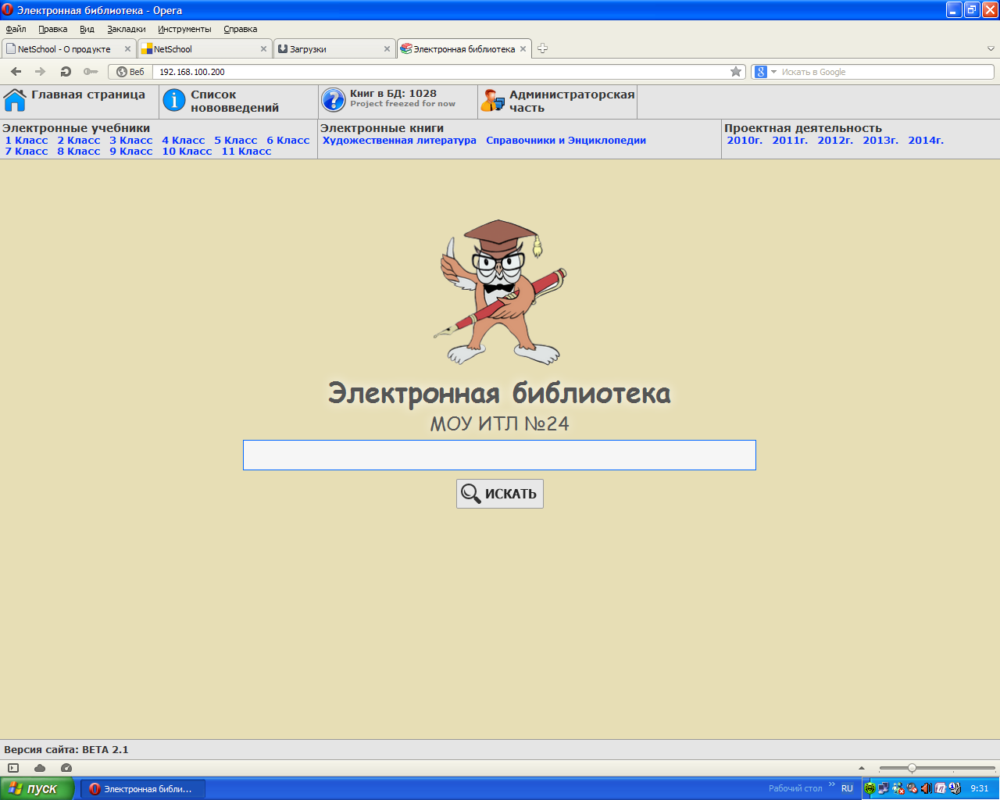 Электронная библиотека - Opera
Файл Правка Вид Закладки Инструменты Справка
NetSchool - О продукте NetSchool Загрузки Электронная библиотека
Веб 192.168.100.200 Искать в Google
Главная страница
Список
нововведений
Книг в БД: 1028
Project freezed for now
Администраторская
часть
Электронные учебники
1 Класс 2 Класс 3 Класс 4 Класс 5 Класс 6 Класс
7 Класс 8 Класс 9 Класс 10 Класс 11 Класс
Электронные книги
Художественная литература Справочники и Энциклопедии
Проектная деятельность
2010г. 2011г. 2012г. 2013г. 2014г.
Электронная библиотека
МОУ ИТЛ №24
ИСКАТЬ
Версия сайта: BETA 2.1
пуск Электронная библи... Рабочий стол » RU 9:31